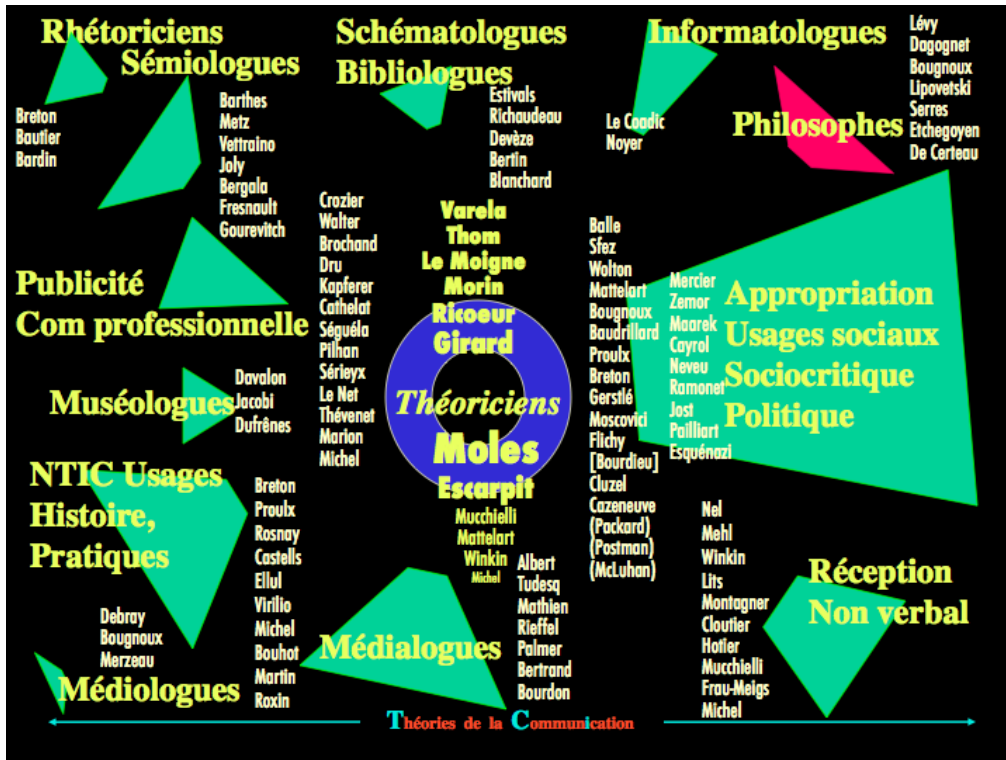 Rhétoriciens
Sémiologues
Breton
Bautier
Bardin
Barthes
Metz
Vettraino
Joly
Bergala
Fresnault
Gourevitch
Schématologues
Bibliologues
Estivals
Richaudeau
Devèze
Bertin
Blanchard
Informatologues
Le Coadic
Noyer
Philosophes
Lévy
Dagognet
Bougnoux
Lipovetski
Serres
Etchegoyen
De Certeau
Publicité
Com professionnelle
Crozier
Walter
Brochand
Dru
Kapferer
Cathelat
Séguéla
Pilhan
Sérieyx
Le Net
Thévenet
Marion
Michel
Varela
Thom
Le Moigne
Morin
Ricoeur
Girard
Théoriciens
Moles
Escarpit
Mucchielli
Mattelart
Winkin
Michel
Balle
Sfez
Wolton
Mattelart
Bougnoux
Baudrillard
Proulx
Breton
Gerstlé
Moscovici
Flichy
[Bourdieu]
Cluzel
Cazeneuve
(Packard)
(Postman)
(McLuhan)
Mercier
Zemor
Maarek
Cayrol
Neveu
Ramonet
Jost
Pailliart
Esquénazi
Appropriation
Usages sociaux
Sociocritique
Politique
Muséologues
Davalon
Jacobi
Dufrênes
NTIC Usages
Histoire,
Pratiques
Breton
Proulx
Rosnay
Castells
Ellul
Virilio
Michel
Bouhot
Martin
Roxin
Debray
Bougnoux
Merzeau
Médiologues
Médialogues
Albert
Tudesq
Mathien
Rieffel
Palmer
Bertrand
Bourdon
Nel
Mehl
Winkin
Lits
Montagner
Cloutier
Hotier
Mucchielli
Frau-Meigs
Michel
Réception
Non verbal
Théories de la Communication